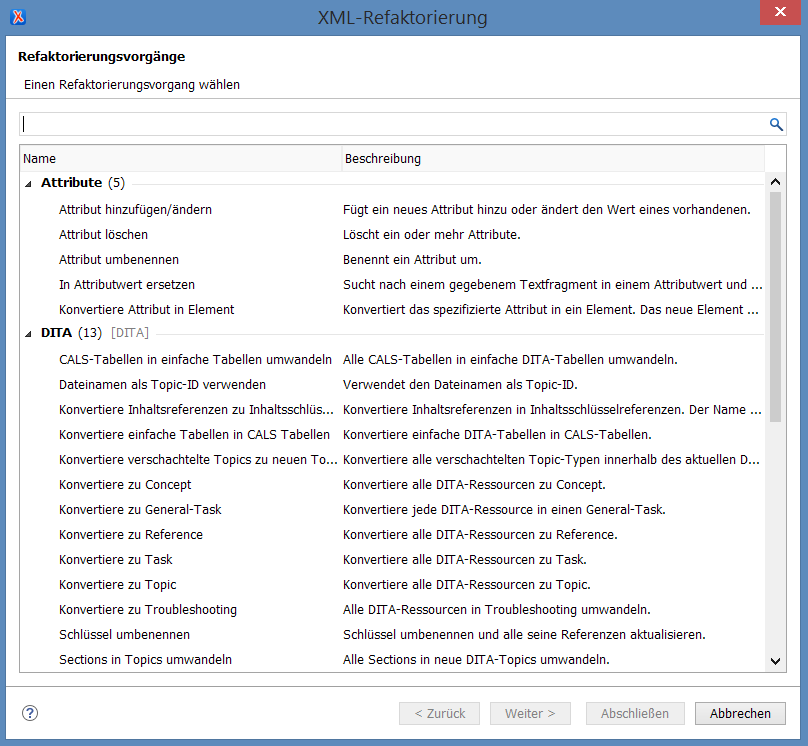 XML-Refaktorierung
Refaktorierungsvorgänge
Einen Refaktorierungsvorgang wählen
Name Beschreibung
Attribute (5)
Attribut hinzufügen/ändern Fügt ein neues Attribut hinzu oder ändert den Wert eines vorhandenen.
Attribut löschen Löscht ein oder mehr Attribute.
Attribut umbenennen Benennt ein Attribut um.
In Attributwert ersetzen Sucht nach einem gegebenem Textfragment in einem Attributwert und ...
Konvertiere Attribut in Element Konvertiert das spezifizierte Attribut in ein Element. Das neue Element ...
DITA (13) [DITA]
CALS-Tabellen in einfache Tabellen umwandeln Alle CALS-Tabellen in einfache DITA-Tabellen umwandeln.
Dateinamen als Topic-ID verwenden Verwendet den Dateinamen als Topic-ID.
Konvertiere Inhaltsreferenzen zu Inhaltsschlüs... Konvertiere Inhaltsreferenzen in Inhaltsschlüsselreferenzen. Der Name ...
Konvertiere einfache Tabellen in CALS Tabellen Konvertiere einfache DITA-Tabellen in CALS-Tabellen.
Konvertiere verschachtelte Topics zu neuen To... Konvertiere alle verschachtelten Topic-Typen innerhalb des aktuellen D...
Konvertiere zu Concept Konvertiere alle DITA-Ressourcen zu Concept.
Konvertiere zu General-Task Konvertiere jede DITA-Ressource in einen General-Task.
Konvertiere zu Reference Konvertiere alle DITA-Ressourcen zu Reference.
Konvertiere zu Task Konvertiere alle DITA-Ressourcen zu Task.
Konvertiere zu Topic Konvertiere alle DITA-Ressourcen zu Topic.
Konvertiere zu Troubleshooting Alle DITA-Ressourcen in Troubleshooting umwandeln.
Schlüssel umbenennen Schlüssel umbenennen und alle seine Referenzen aktualisieren.
Sections in Topics umwandeln Alle Sections in neue DITA-Topics umwandeln.
? < Zurück Weiter > Abschließen Abbrechen